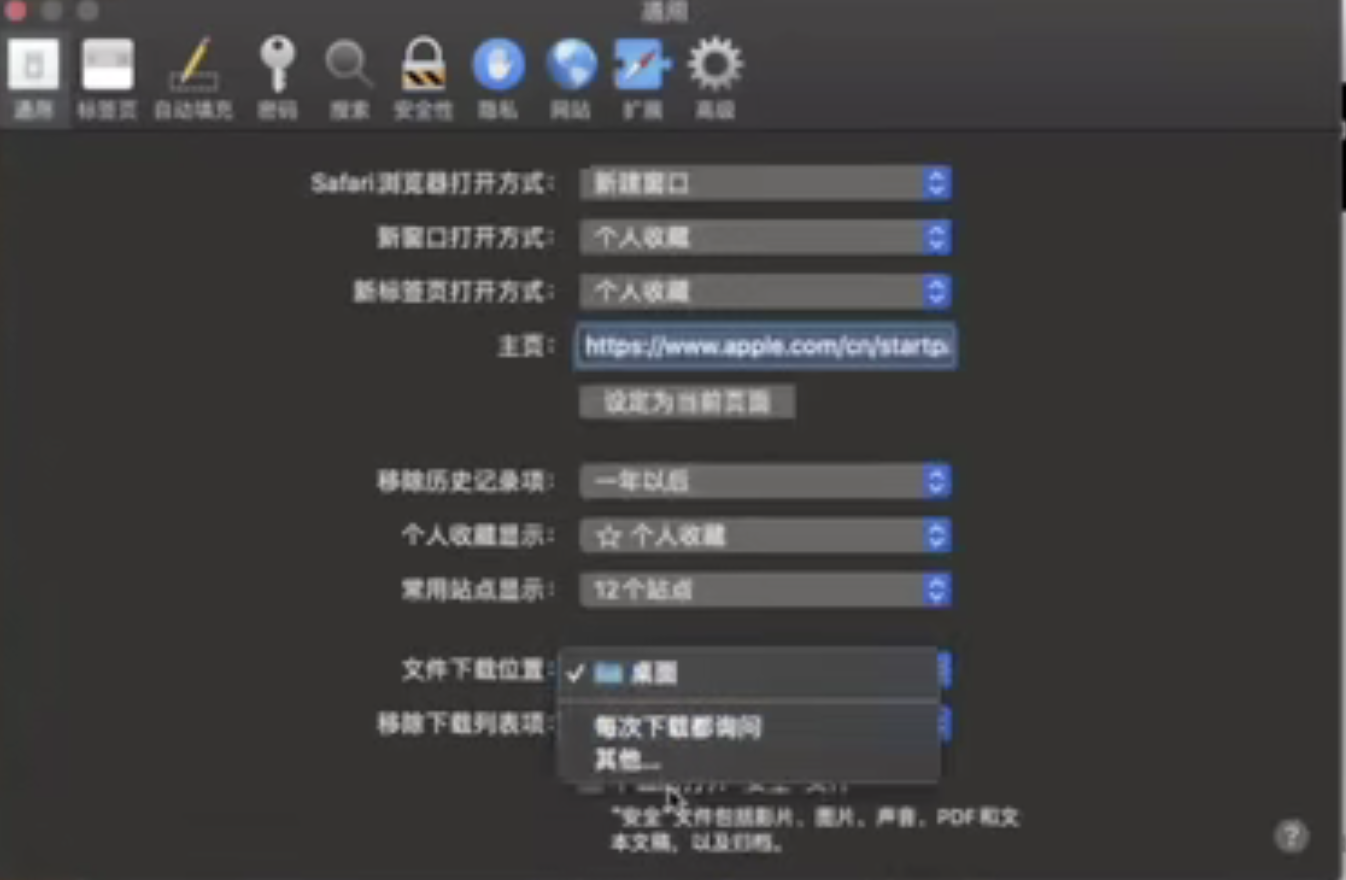 通用
通用 标签页 自动填充 密码 搜索 安全性 隐私 网站 扩展 高级
Safari浏览器打开方式: 新建窗口
新窗口打开方式: 个人收藏
新标签页打开方式: 个人收藏
主页: https://www.apple.com/cn/startp
设定为当前页面
移除历史记录项: 一年以后
个人收藏显示: ☆ 个人收藏
常用站点显示: 12个站点
文件下载位置: ✓ 桌面
移除下载列表项: 每次下载都询问
其他...
"安全"文件包括影片、图片、声音、PDF和文
本文稿，以及归档。
?